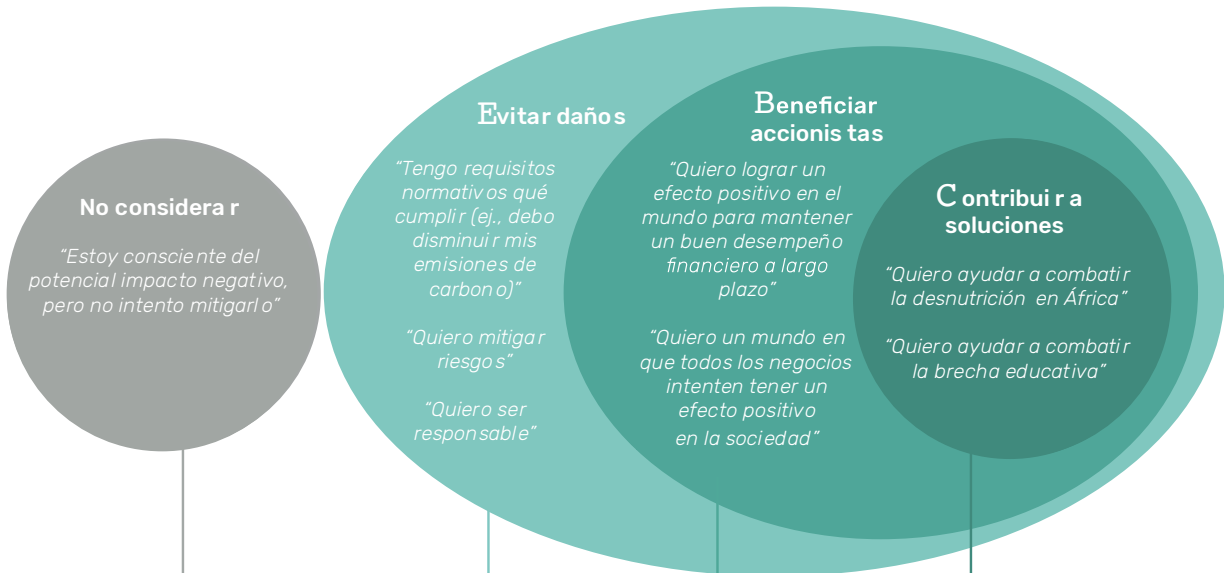 No considerar
“Estoy consciente del
potencial impacto negativo,
pero no intento mitigarlo”
Evitar daños
“Tengo requisitos
normativos qué
cumplir (ej., debo
disminuir mis
emisiones de
carbono)”
“Quiero mitigar
riesgos”
“Quiero ser
responsable”
Beneficiar
accionistas
“Quiero lograr un
efecto positivo en el
mundo para mantener
un buen desempeño
financiero a largo
plazo”
“Quiero un mundo en
que todos los negocios
intenten tener un
efecto positivo
en la sociedad”
Contribuir a
soluciones
“Quiero ayudar a combatir
la desnutrición en África”
“Quiero ayudar a combatir
la brecha educativa”